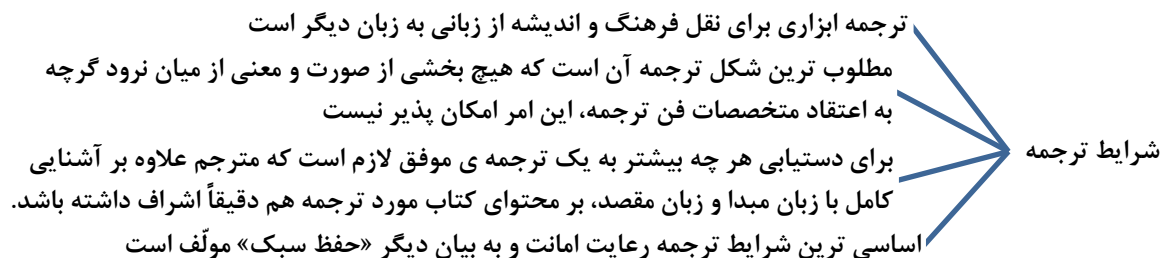 ترجمه ابزاری برای نقل فرهنگ و اندیشه از زبانی به زبان دیگر است
مطلوب ترین شکل ترجمه آن است که هیچ بخشی از صورت و معنی از میان نرود گرچه
به اعتقاد متخصصات فن ترجمه، این امر امکان پذیر نیست
شرایط ترجمه
برای دستیابی هر چه بیشتر به یک ترجمه ی موفق لازم است که مترجم علاوه بر آشنایی
کامل با زبان مبدا و زبان مقصد، بر محتوای کتاب مورد ترجمه هم دقیقاً اشراف داشته باشد.
اساسی ترین شرایط ترجمه رعایت امانت و به بیان دیگر «حفظ سبک» مولّف است